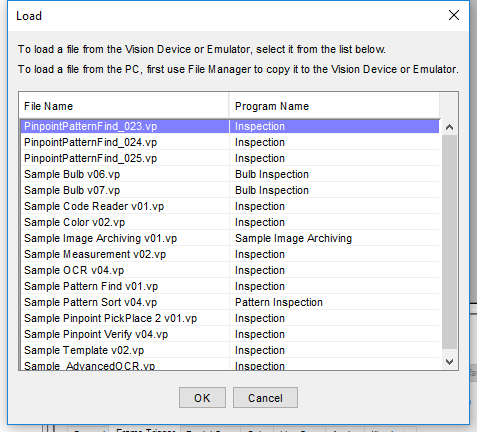 Load
To load a file from the Vision Device or Emulator, select it from the list below.
To load a file from the PC, first use File Manager to copy it to the Vision Device or Emulator.
File Name Program Name
PinpointPatternFind_023.vp Inspection
PinpointPatternFind_024.vp Inspection
PinpointPatternFind_025.vp Inspection
Sample Bulb v06.vp Bulb Inspection
Sample Bulb v07.vp Bulb Inspection
Sample Code Reader v01.vp Inspection
Sample Color v02.vp Inspection
Sample Image Archiving v01.vp Sample Image Archiving
Sample Measurement v02.vp Inspection
Sample OCR v04.vp Inspection
Sample Pattern Find v01.vp Inspection
Sample Pattern Sort v04.vp Pattern Inspection
Sample Pinpoint PickPlace 2 v01.vp Inspection
Sample Pinpoint Verify v04.vp Inspection
Sample Template v02.vp Inspection
Sample_AdvancedOCR.vp Inspection
OK Cancel